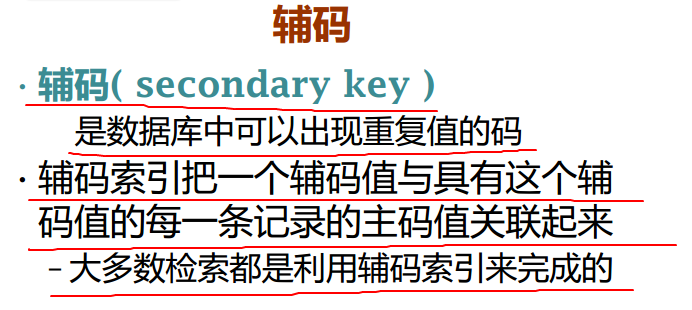 辅码
· 辅码( secondary key )
是数据库中可以出现重复值的码
· 辅码索引把一个辅码值与具有这个辅
码值的每一条记录的主码值关联起来
– 大多数检索都是利用辅码索引来完成的